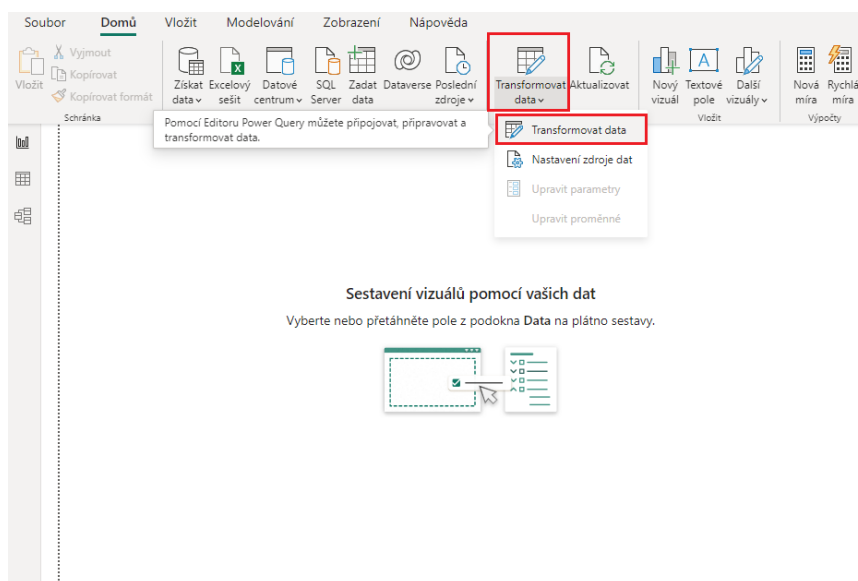 Soubor Domů Vložit Modelování Zobrazení Nápověda
Vložit
Vyjmout
Kopírovat
Kopírovat formát
Schránka
Získat data
Excelový sešit
Datové centrum
SQL Server
Zadat data
Dataverse
Poslední zdroje
Transformovat data
Aktualizovat
Nový vizuál
Textové pole
Další vizuály
Vložit
Nová míra
Rychlá míra
Výpočty
Pomocí Editoru Power Query můžete připojovat, připravovat a
transformovat data.
Transformovat data
Nastavení zdroje dat
Upravit parametry
Upravit proměnné
Sestavení vizuálů pomocí vašich dat
Vyberte nebo přetáhněte pole z podokna Data na plátno sestavy.